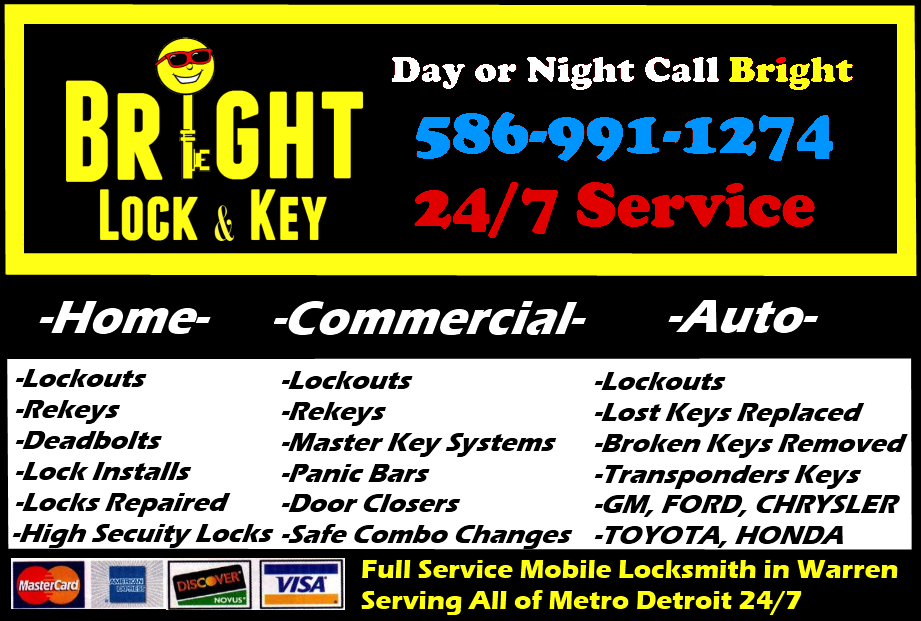 BRIGHT
LOCK & KEY
Day or Night Call Bright
586-991-1274
24/7 Service
-Home-
-Lockouts
-Rekeys
-Deadbolts
-Lock Installs
-Locks Repaired
-High Secuity Locks
-Commercial-
-Lockouts
-Rekeys
-Master Key Systems
-Panic Bars
-Door Closers
-Safe Combo Changes
-Auto-
-Lockouts
-Lost Keys Replaced
-Broken Keys Removed
-Transponders Keys
-GM, FORD, CHRYSLER
-TOYOTA, HONDA
MasterCard
AMERICAN
EXPRESS
DISCOVER
NOVUS
VISA
Full Service Mobile Locksmith in Warren
Serving All of Metro Detroit 24/7